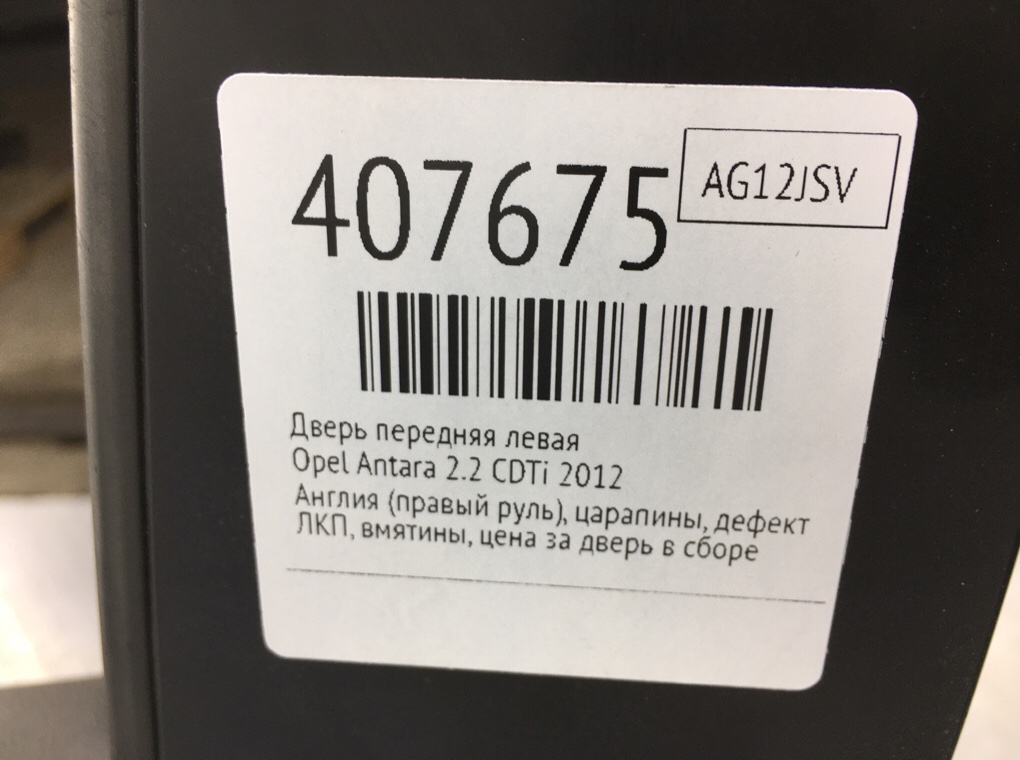 407675
AG12JSV
Дверь передняя левая
Opel Antara 2.2 CDTi 2012
Англия (правый руль), царапины, дефект
ЛКП, вмятины, цена за дверь в сборе